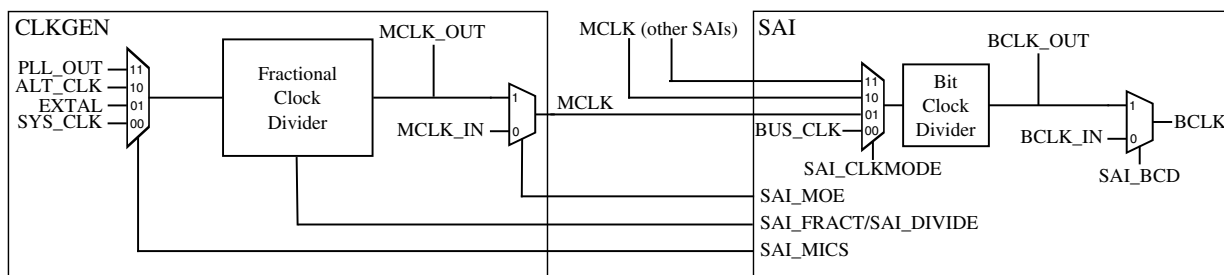 CLKGEN
PLL_OUT
ALT_CLK
EXTAL
SYS_CLK
11
10
01
00
Fractional
Clock
Divider
MCLK_OUT
MCLK_IN
1
0
MCLK
MCLK (other SAIs)
SAI
BUS_CLK
11
10
01
00
SAI_CLKMODE
Bit
Clock
Divider
BCLK_OUT
BCLK_IN
1
0
BCLK
SAI_BCD
SAI_MOE
SAI_FRACT/SAI_DIVIDE
SAI_MICS